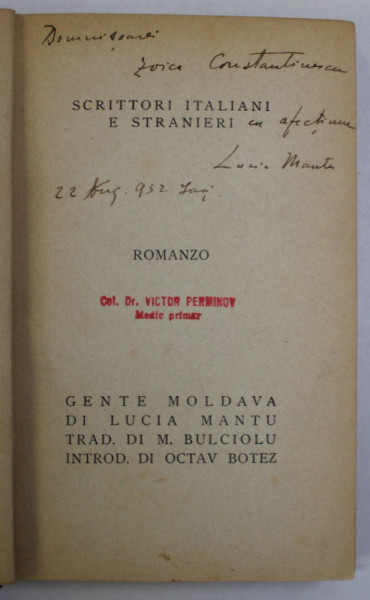 Domnișoarei
Zoica Constantinescu
SCRITTORI ITALIANI
E STRANIERI cu afecțiune
Lucia Mantu
22 Aug. 952 Iași
ROMANZO
Col. Dr. VICTOR PERMINOV
Medic primar
GENTE MOLDAVA
DI LUCIA MANTU
TRAD. DI M. BULCIOLU
INTROD. DI OCTAV BOTEZ